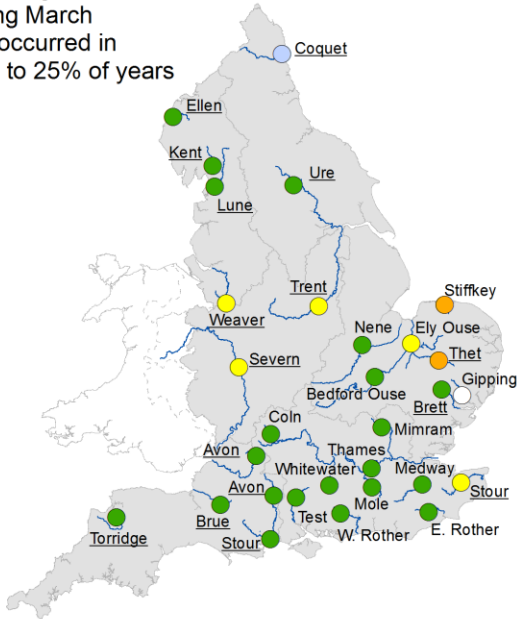 ng March
occurred in
to 25% of years
Coquet
Ellen
Kent
Ure
Lune
Trent
Stiffkey
Weaver
Nene
Ely Ouse
Severn
Thet
Gipping
Bedford Ouse
Brett
Coln
Mimram
Avon
Thames
Whitewater
Medway
Avon
Stour
Mole
Test
Brue
W. Rother
E. Rother
Torridge
Stour